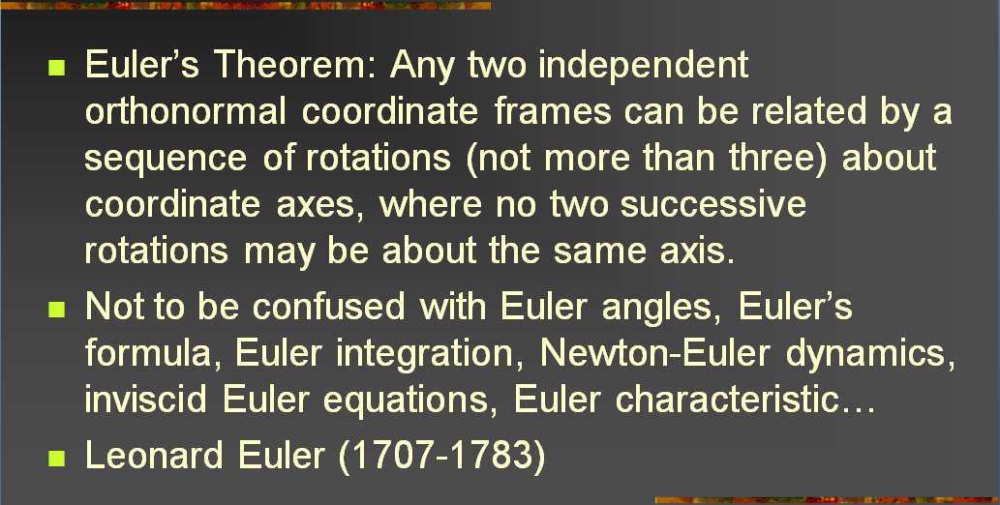 Euler’s Theorem: Any two independent
orthonormal coordinate frames can be related by a
sequence of rotations (not more than three) about
coordinate axes, where no two successive
rotations may be about the same axis.
Not to be confused with Euler angles, Euler’s
formula, Euler integration, Newton-Euler dynamics,
inviscid Euler equations, Euler characteristic…
Leonard Euler (1707-1783)